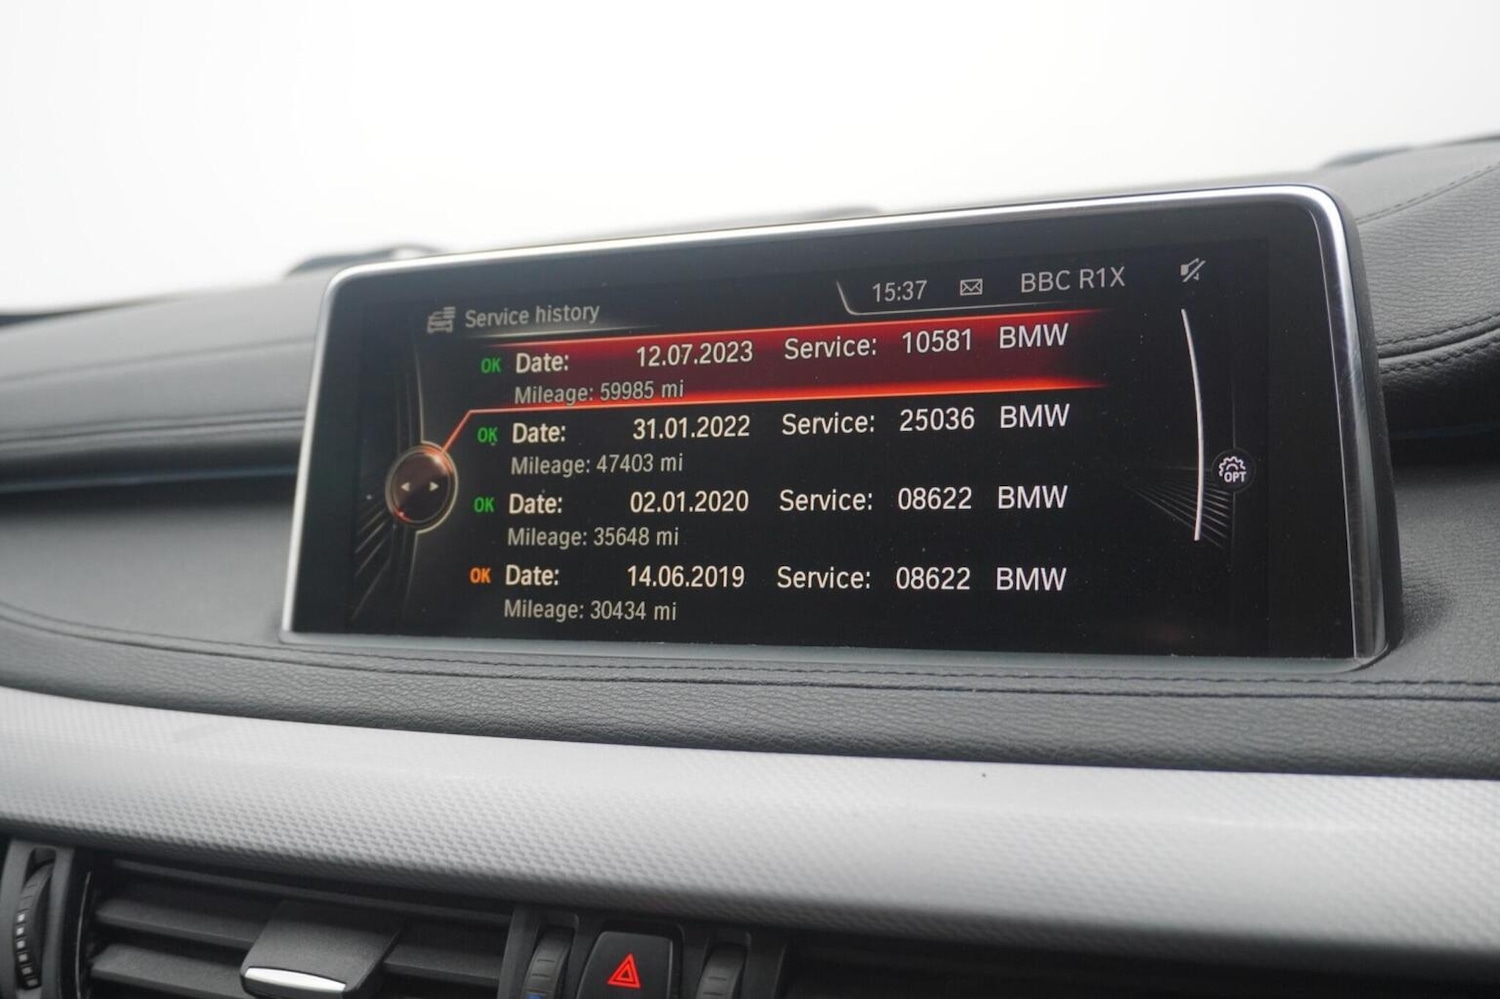 Service history 15:37 BBC R1X
OK Date: 12.07.2023 Service: 10581 BMW
Mileage: 59985 mi
OK Date: 31.01.2022 Service: 25036 BMW
Mileage: 47403 mi
OK Date: 02.01.2020 Service: 08622 BMW
Mileage: 35648 mi
OK Date: 14.06.2019 Service: 08622 BMW
Mileage: 30434 mi
OPT